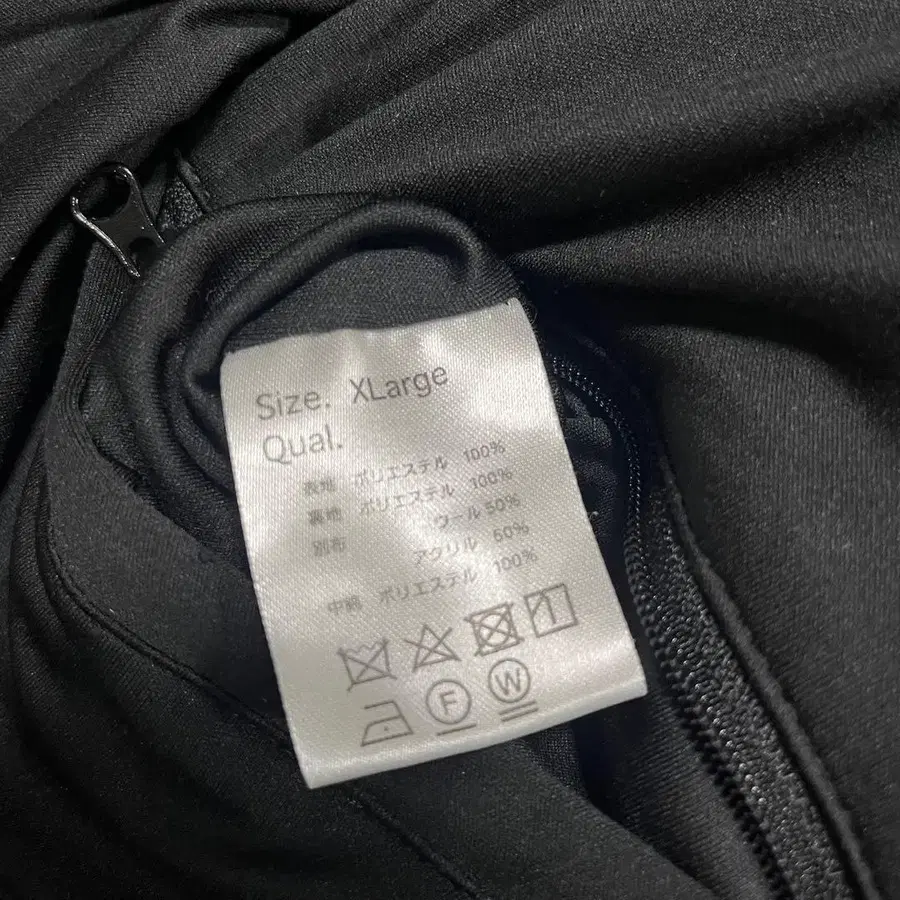 Size. XLarge
Qual.
表地 ポリエステル 100%
裏地 ポリエステル 100%
別布 ウール 50%
アクリル 50%
中綿 ポリエステル 100%
F W